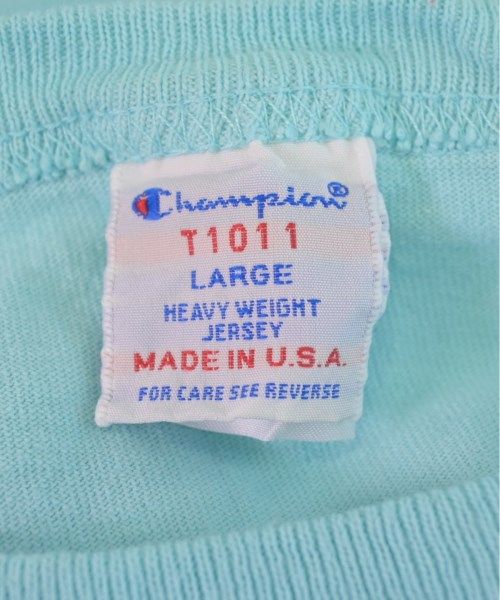 Champion®
T1011
LARGE
HEAVY WEIGHT
JERSEY
MADE IN U.S.A.
FOR CARE SEE REVERSE